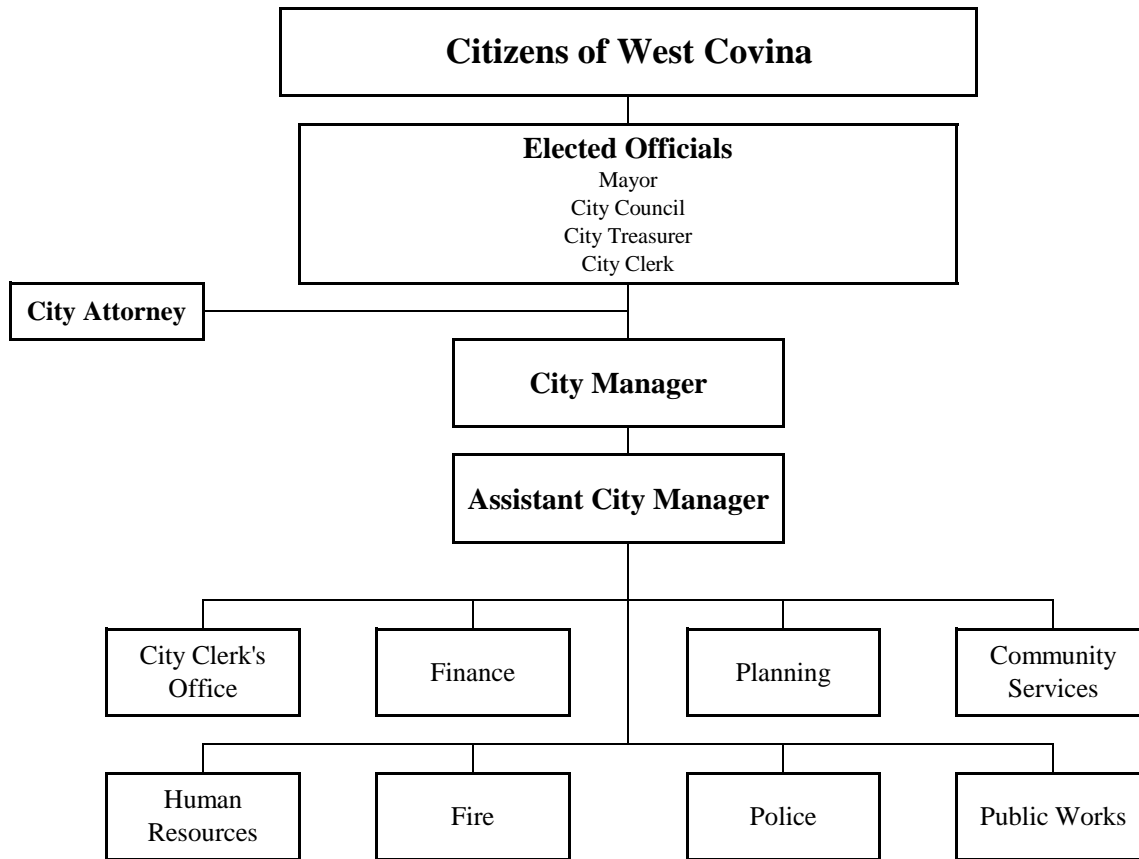 Citizens of West Covina
Elected Officials
Mayor
City Council
City Treasurer
City Clerk
City Attorney
City Manager
Assistant City Manager
City Clerk's
Office
Finance
Planning
Community
Services
Human
Resources
Fire
Police
Public Works